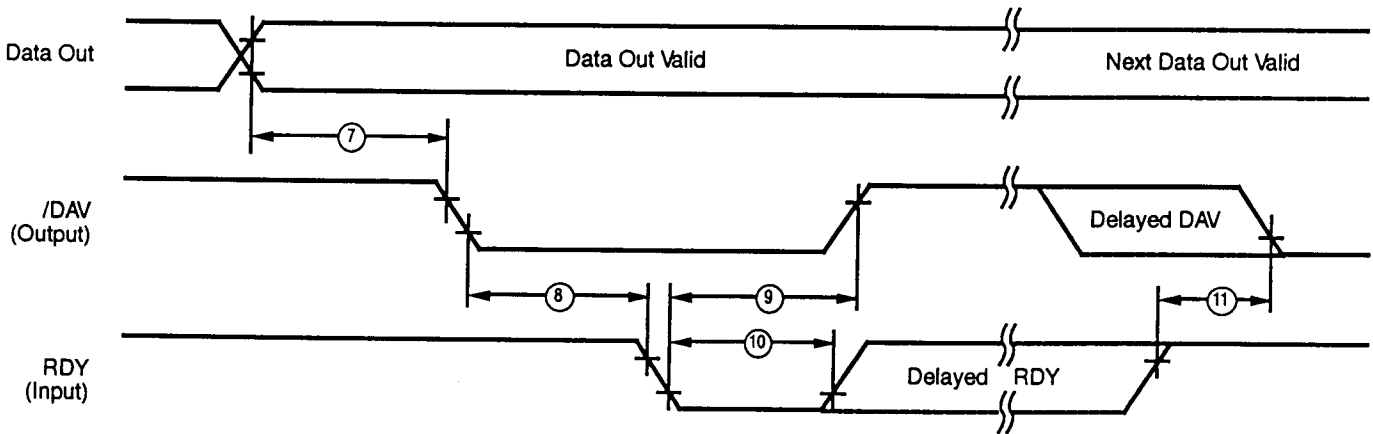 Data Out
Data Out Valid
Next Data Out Valid
7
/DAV
(Output)
Delayed DAV
8
9
11
10
RDY
(Input)
Delayed RDY